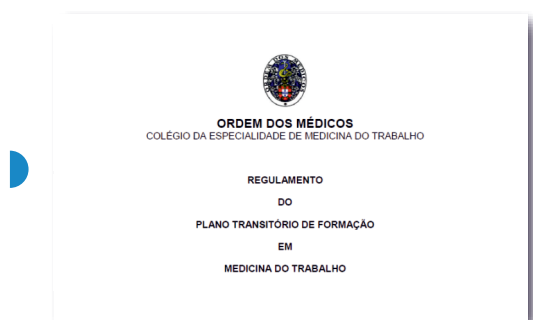 ORDEM DOS MÉDICOS
COLÉGIO DA ESPECIALIDADE DE MEDICINA DO TRABALHO
REGULAMENTO
DO
PLANO TRANSITÓRIO DE FORMAÇÃO
EM
MEDICINA DO TRABALHO